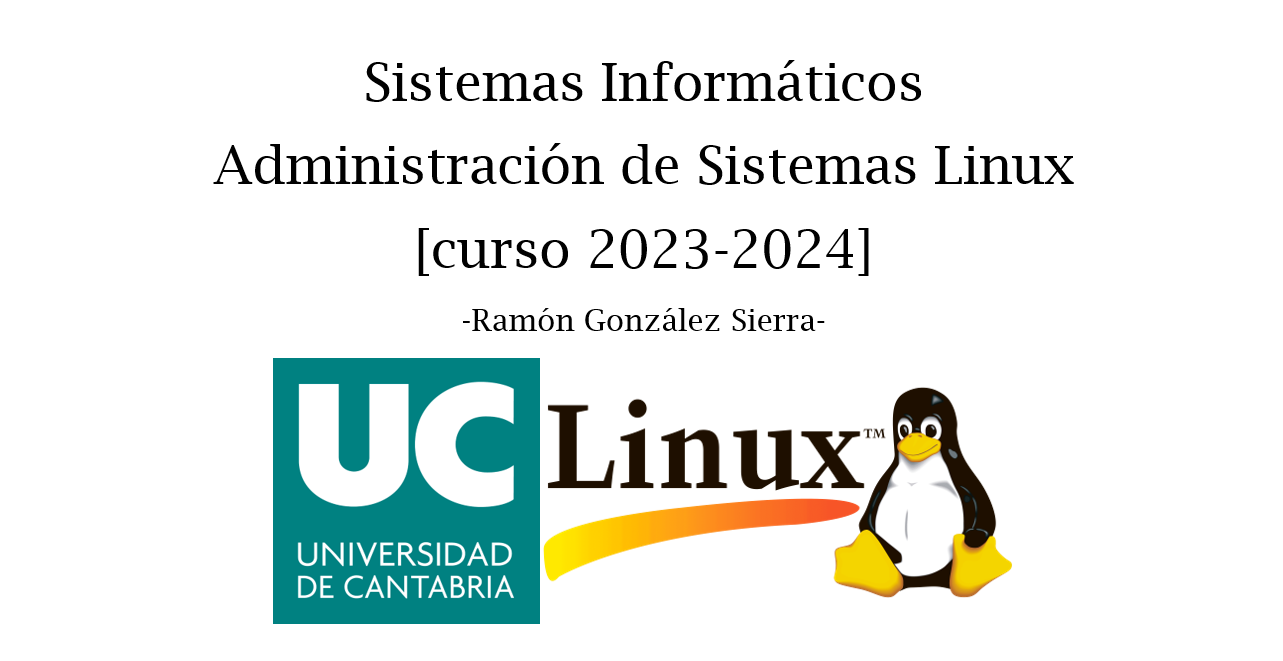 Sistemas Informáticos
Administración de Sistemas Linux
[curso 2023-2024]
-Ramón González Sierra-
UC
UNIVERSIDAD
DE CANTABRIA
Linux™